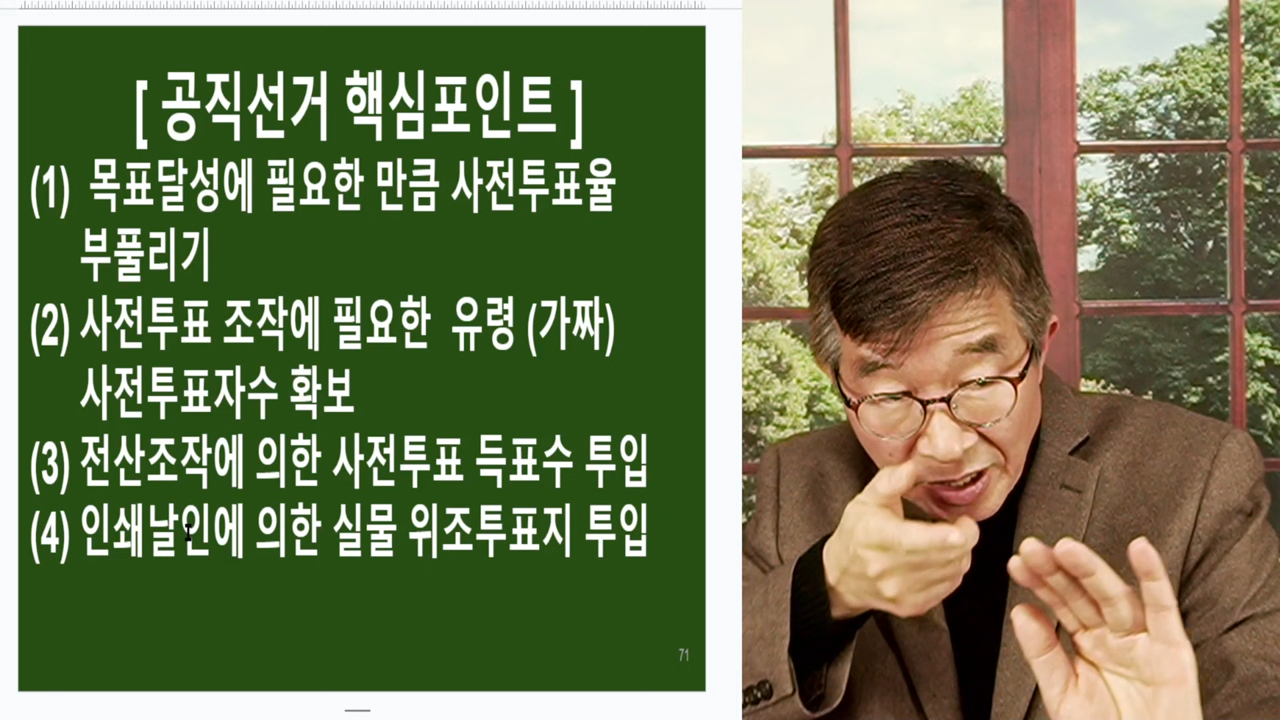 [ 공직선거 핵심포인트 ]
(1) 목표달성에 필요한 만큼 사전투표율
부풀리기
(2) 사전투표 조작에 필요한 유령 (가짜)
사전투표자수 확보
(3) 전산조작에 의한 사전투표 득표수 투입
(4) 인쇄날인에 의한 실물 위조투표지 투입
71